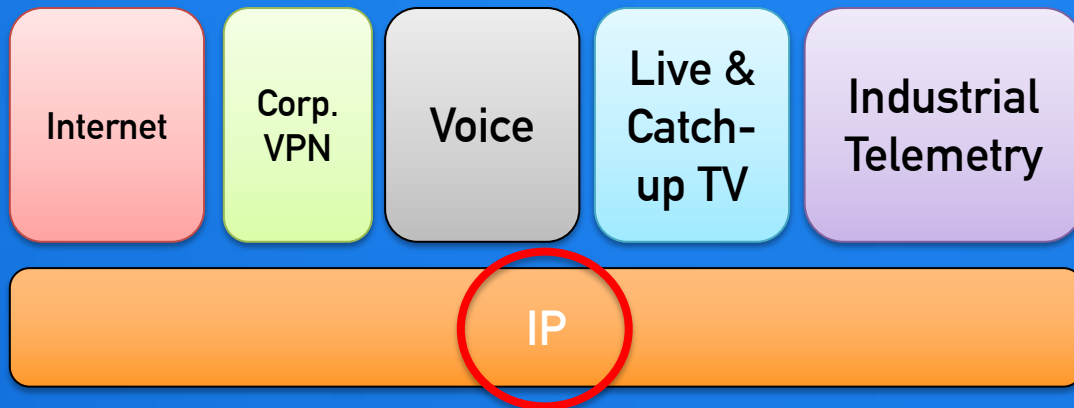 Internet
Corp.
VPN
Voice
Live &
Catch-
up TV
Industrial
Telemetry
IP